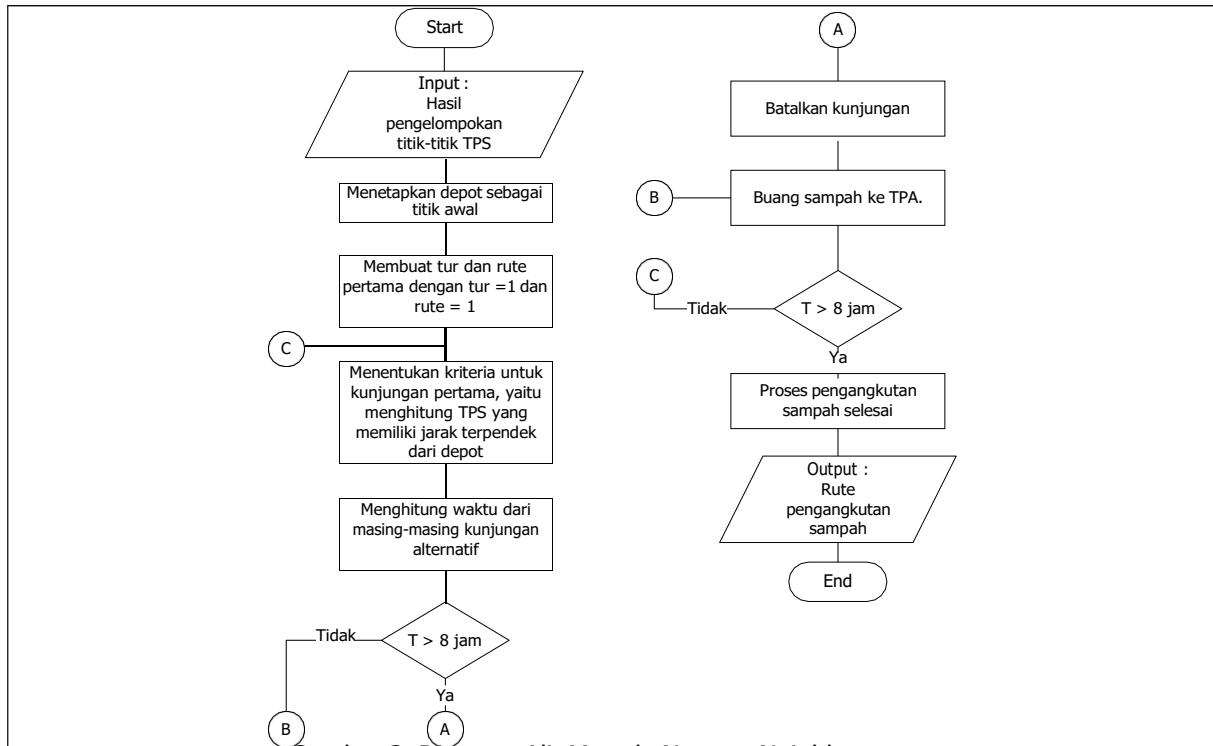 Start
Input :
Hasil
pengelompokan
titik-titik TPS
Menetapkan depot sebagai
titik awal
Membuat tur dan rute
pertama dengan tur =1 dan
rute = 1
C
Menentukan kriteria untuk
kunjungan pertama, yaitu
menghitung TPS yang
memiliki jarak terpendek
dari depot
Menghitung waktu dari
masing-masing kunjungan
alternatif
T > 8 jam
Tidak
Ya
B
A
A
Batalkan kunjungan
B
Buang sampah ke TPA.
C
Tidak
T > 8 jam
Ya
Proses pengangkutan
sampah selesai
Output :
Rute
pengangkutan
sampah
End